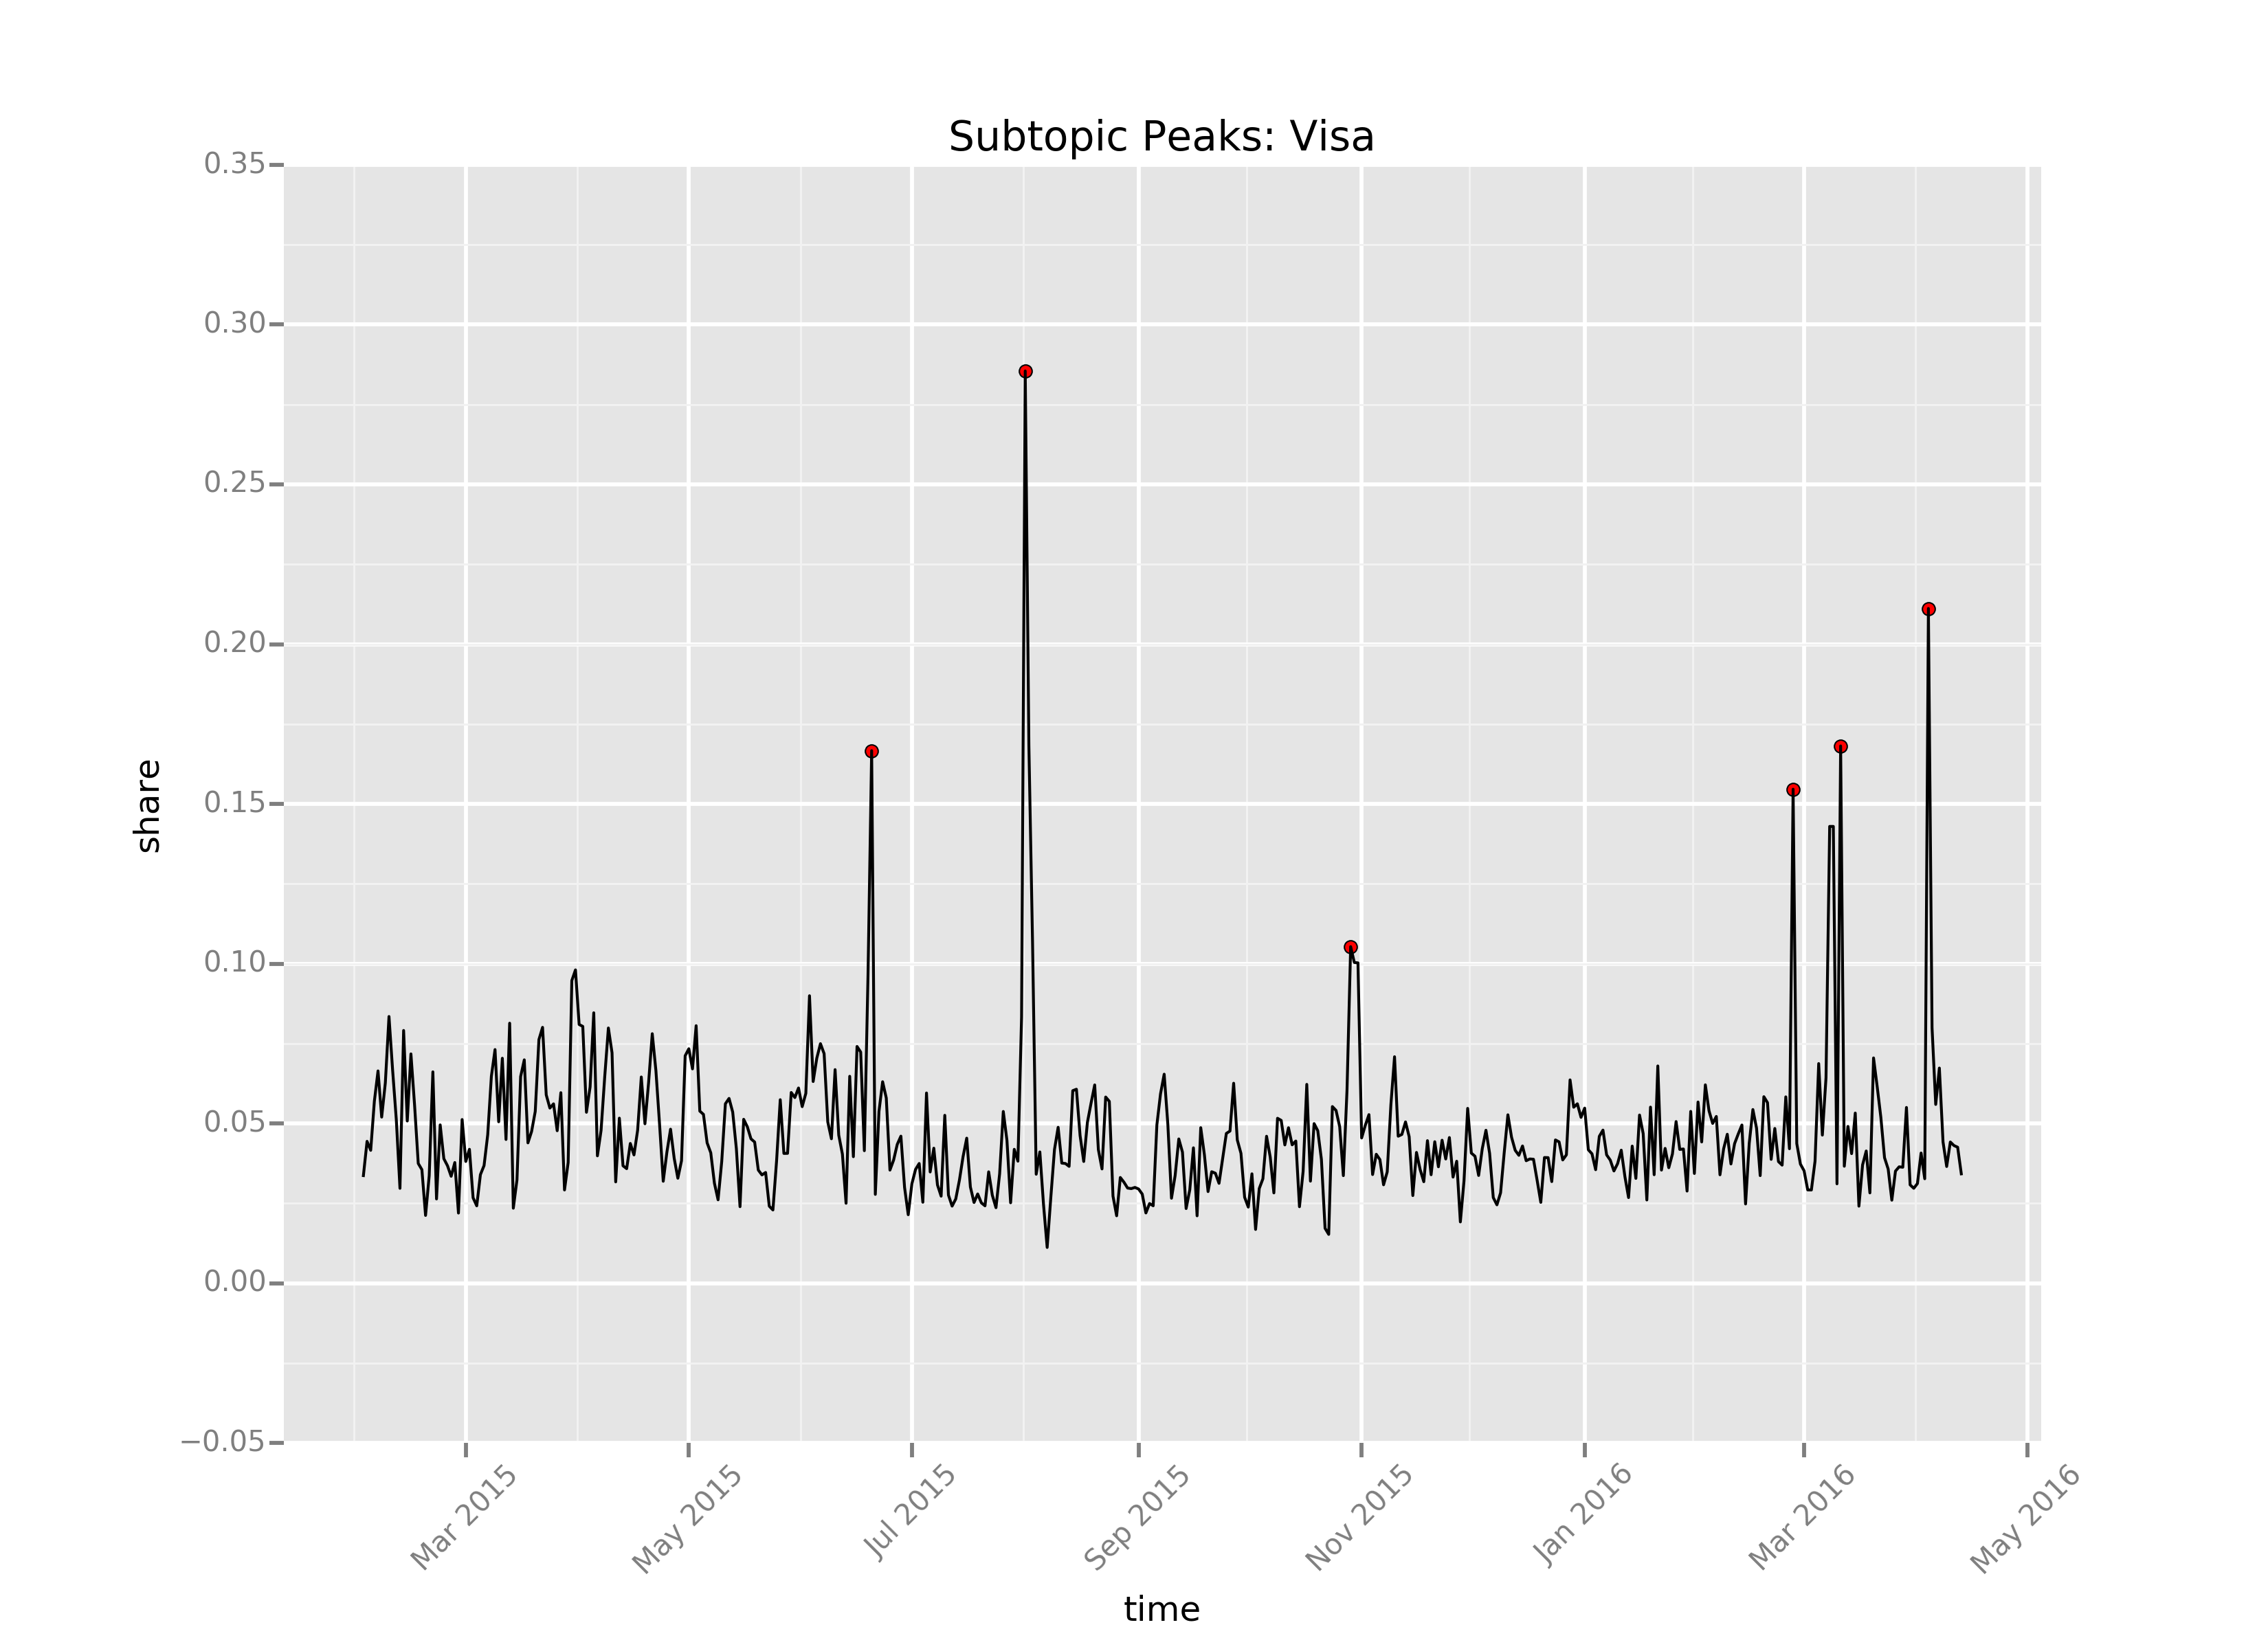 Subtopic Peaks: Visa
0.35
0.30
0.25
0.20
0.15
0.10
0.05
0.00
−0.05
share
Mar 2015
May 2015
Jul 2015
Sep 2015
Nov 2015
Jan 2016
Mar 2016
May 2016
time